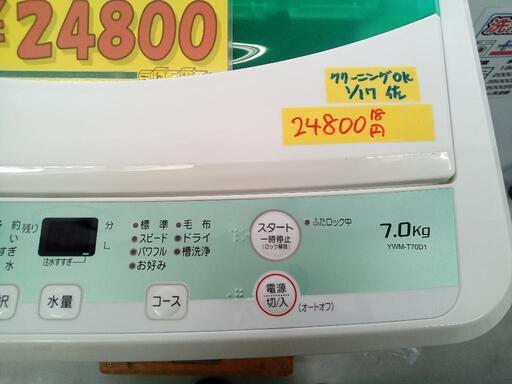 ¥24800
クリーニングOK
1/17 佐
24800円
洗
約
い
すぎ
水
残り
分
L
注水すすぎ
標準
毛布
スピード
ドライ
パワフル
槽洗浄
お好み
スタート
一時停止
(ロック解除)
ふたロック中
7.0kg
YWM-T70D1
択
水量
コース
電源
切/入
(オートオフ)